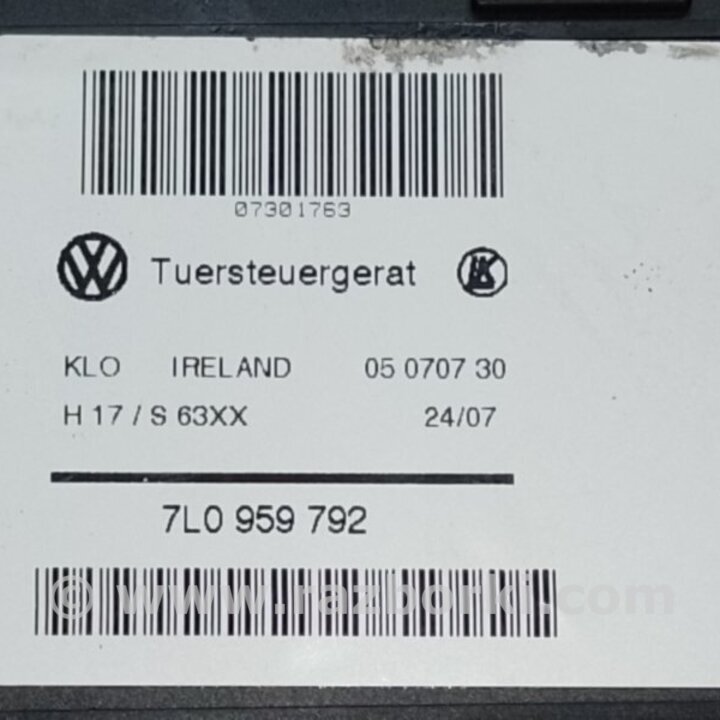 07301763
Tuersteuergerat
KLO IRELAND 05 0707 30
H 17 / S 63XX 24/07
7L0 959 792
© www.razborki.com